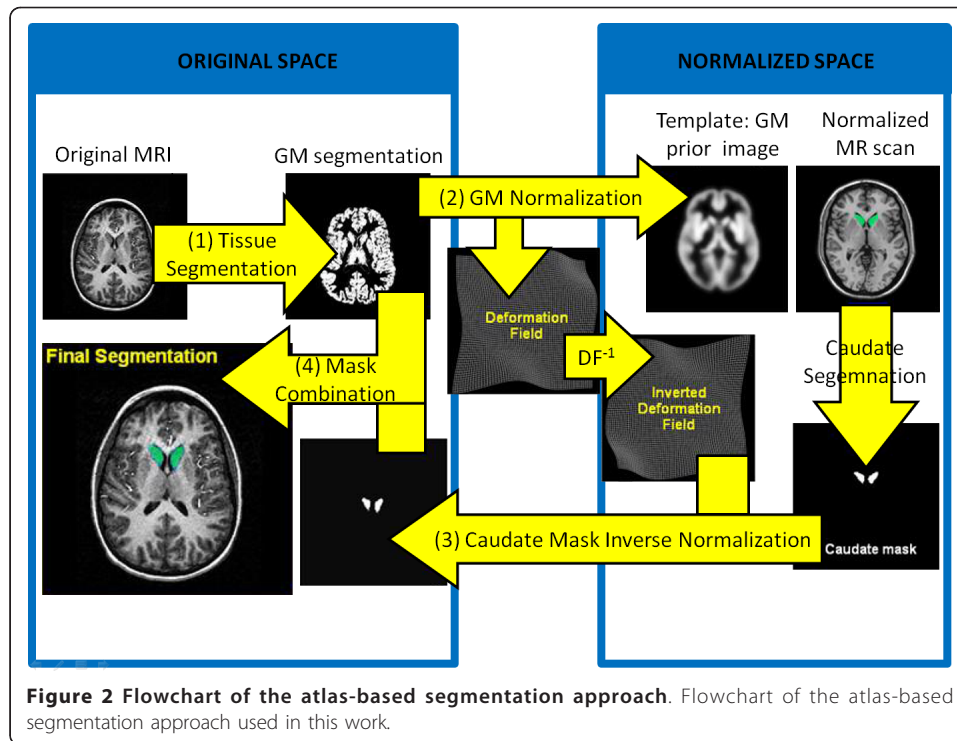 ORIGINAL SPACE
NORMALIZED SPACE
Original MRI
GM segmentation
Template: GM
prior image
Normalized
MR scan
(1) Tissue
Segmentation
(2) GM Normalization
Deformation
Field
DF-1
Inverted
Deformation
Field
Caudate
Segemnation
Final Segmentation
(4) Mask
Combination
(3) Caudate Mask Inverse Normalization
Caudate mask
Figure 2 Flowchart of the atlas-based segmentation approach. Flowchart of the atlas-based
segmentation approach used in this work.